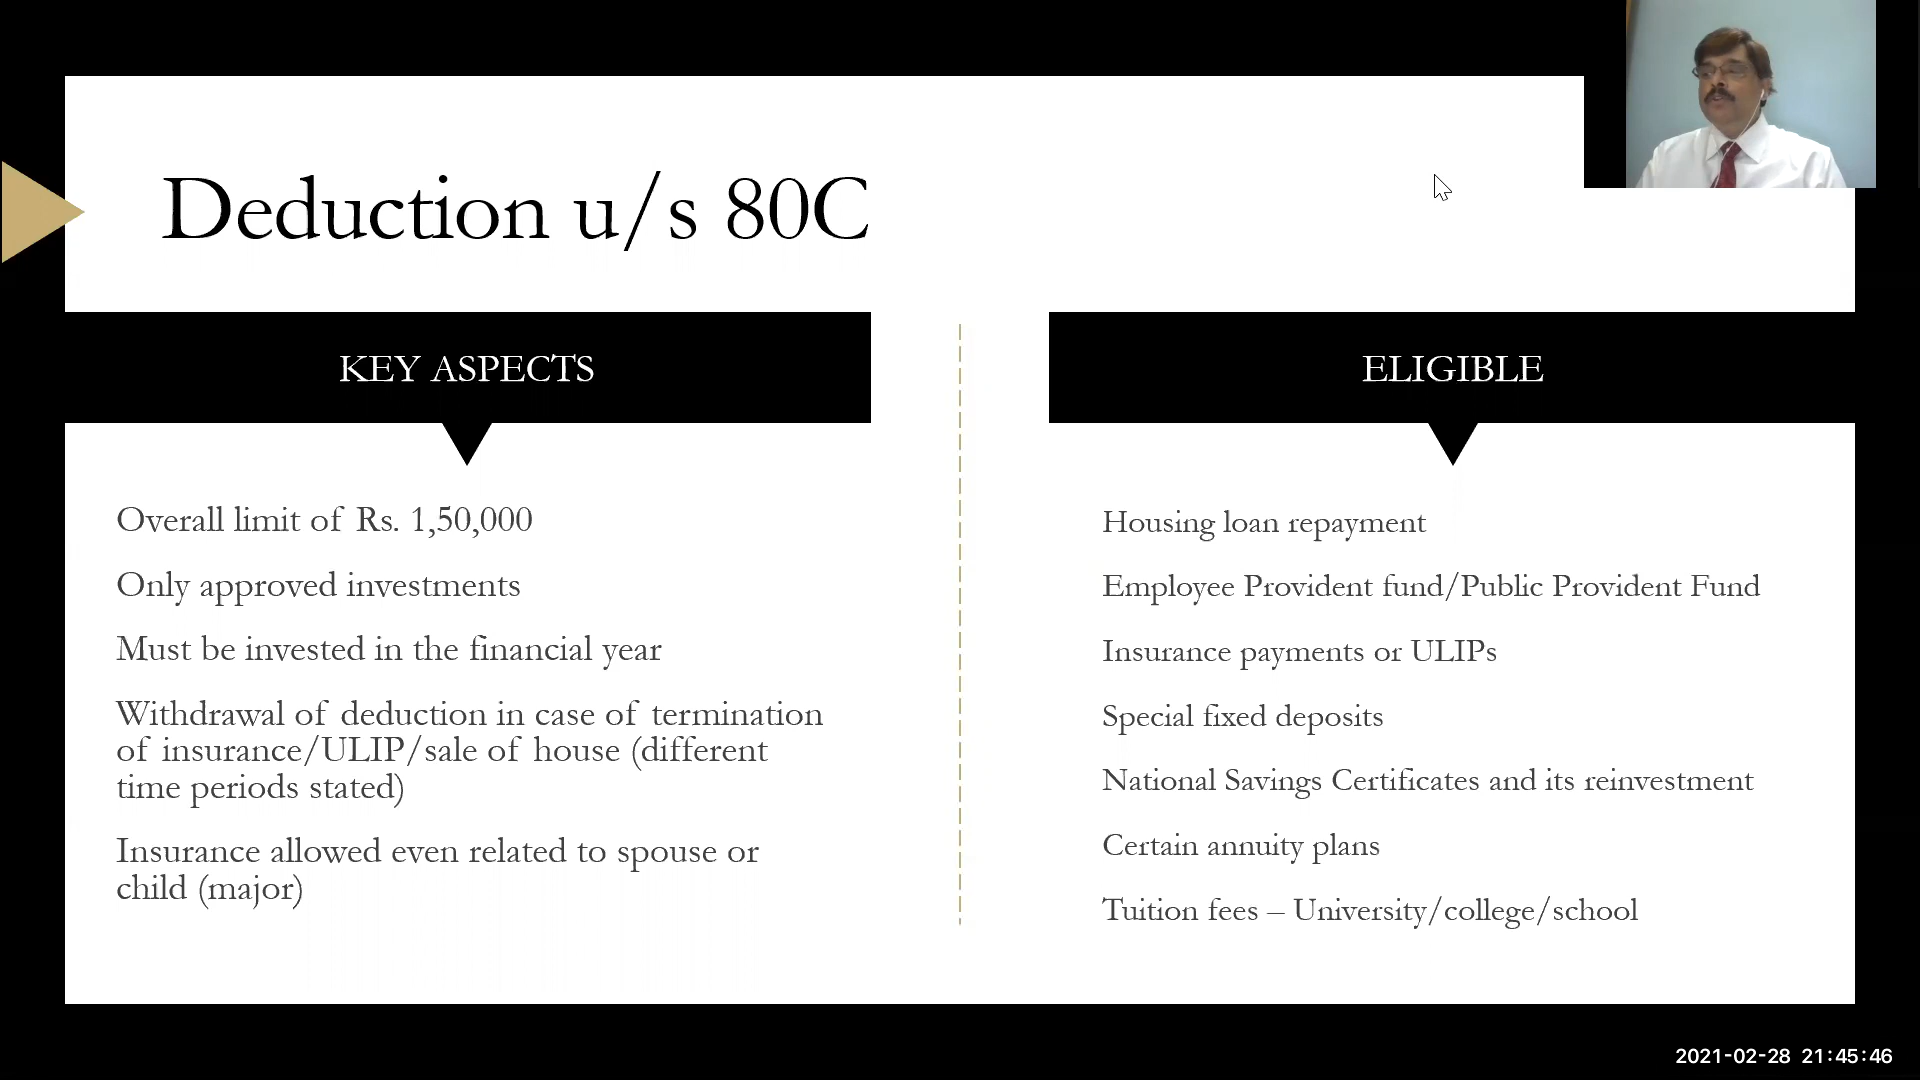 Deduction u/s 80C
KEY ASPECTS
Overall limit of Rs. 1,50,000
Only approved investments
Must be invested in the financial year
Withdrawal of deduction in case of termination
of insurance/ULIP/sale of house (different
time periods stated)
Insurance allowed even related to spouse or
child (major)
ELIGIBLE
Housing loan repayment
Employee Provident fund/Public Provident Fund
Insurance payments or ULIPs
Special fixed deposits
National Savings Certificates and its reinvestment
Certain annuity plans
Tuition fees – University/college/school
2021-02-28 21:45:46